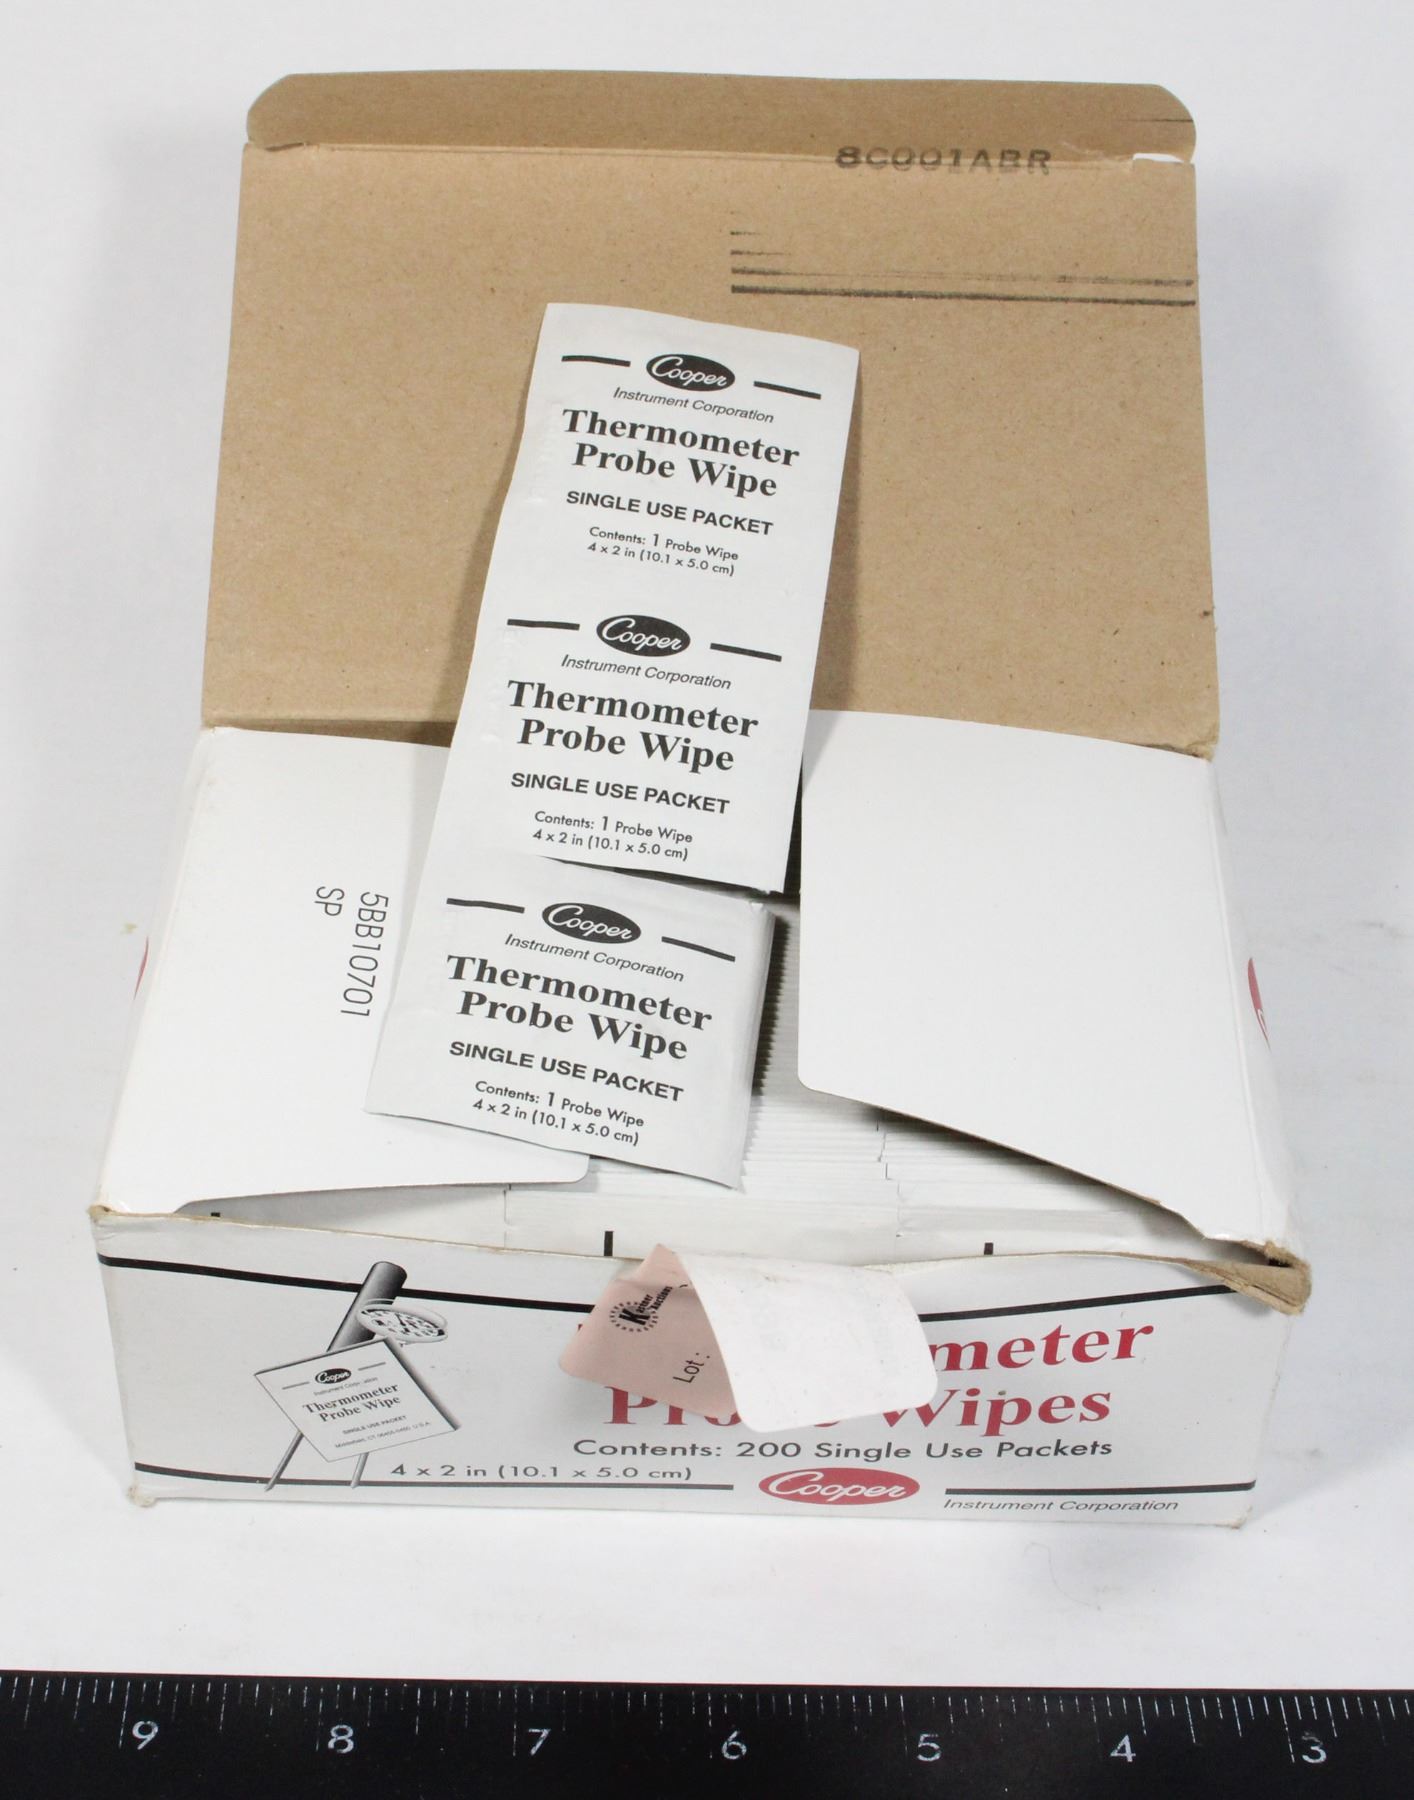 8C001ABR
Cooper
Instrument Corporation
Thermometer
Probe Wipe
SINGLE USE PACKET
Contents: 1 Probe Wipe
4 x 2 in (10.1 x 5.0 cm)
Cooper
Instrument Corporation
Thermometer
Probe Wipe
SINGLE USE PACKET
Contents: 1 Probe Wipe
4 x 2 in (10.1 x 5.0 cm)
5BB10701
SP
Cooper
Instrument Corporation
Thermometer
Probe Wipe
SINGLE USE PACKET
Contents: 1 Probe Wipe
4 x 2 in (10.1 x 5.0 cm)
Cooper
Thermometer
Probe Wipe
SINGLE USE PACKET
Lot:
meter
Wipes
Contents: 200 Single Use Packets
4 x 2 in (10.1 x 5.0 cm)
Cooper
Instrument Corporation
9 8 7 6 5 4 3